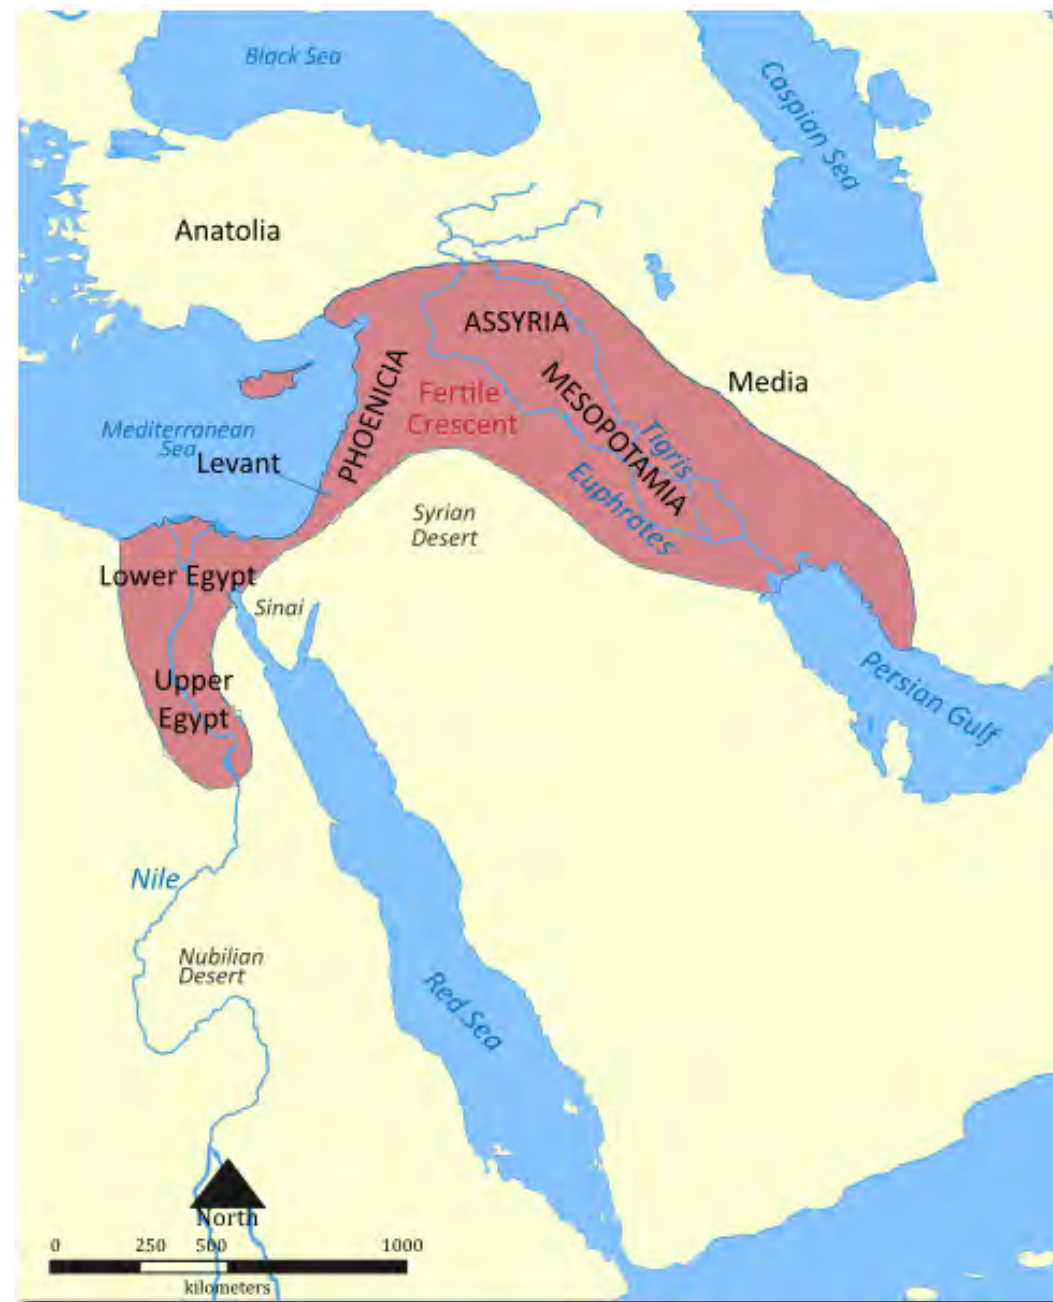 Black Sea
Caspian Sea
Anatolia
ASSYRIA
PHOENICIA
MESOPOTAMIA
Media
Fertile
Crescent
Mediterranean
Sea
Levant
Tigris
Euphrates
Syrian
Desert
Lower Egypt
Sinai
Upper
Egypt
Persian Gulf
Nile
Nubilian
Desert
Red Sea
North
0 250 500 1000
kilometers